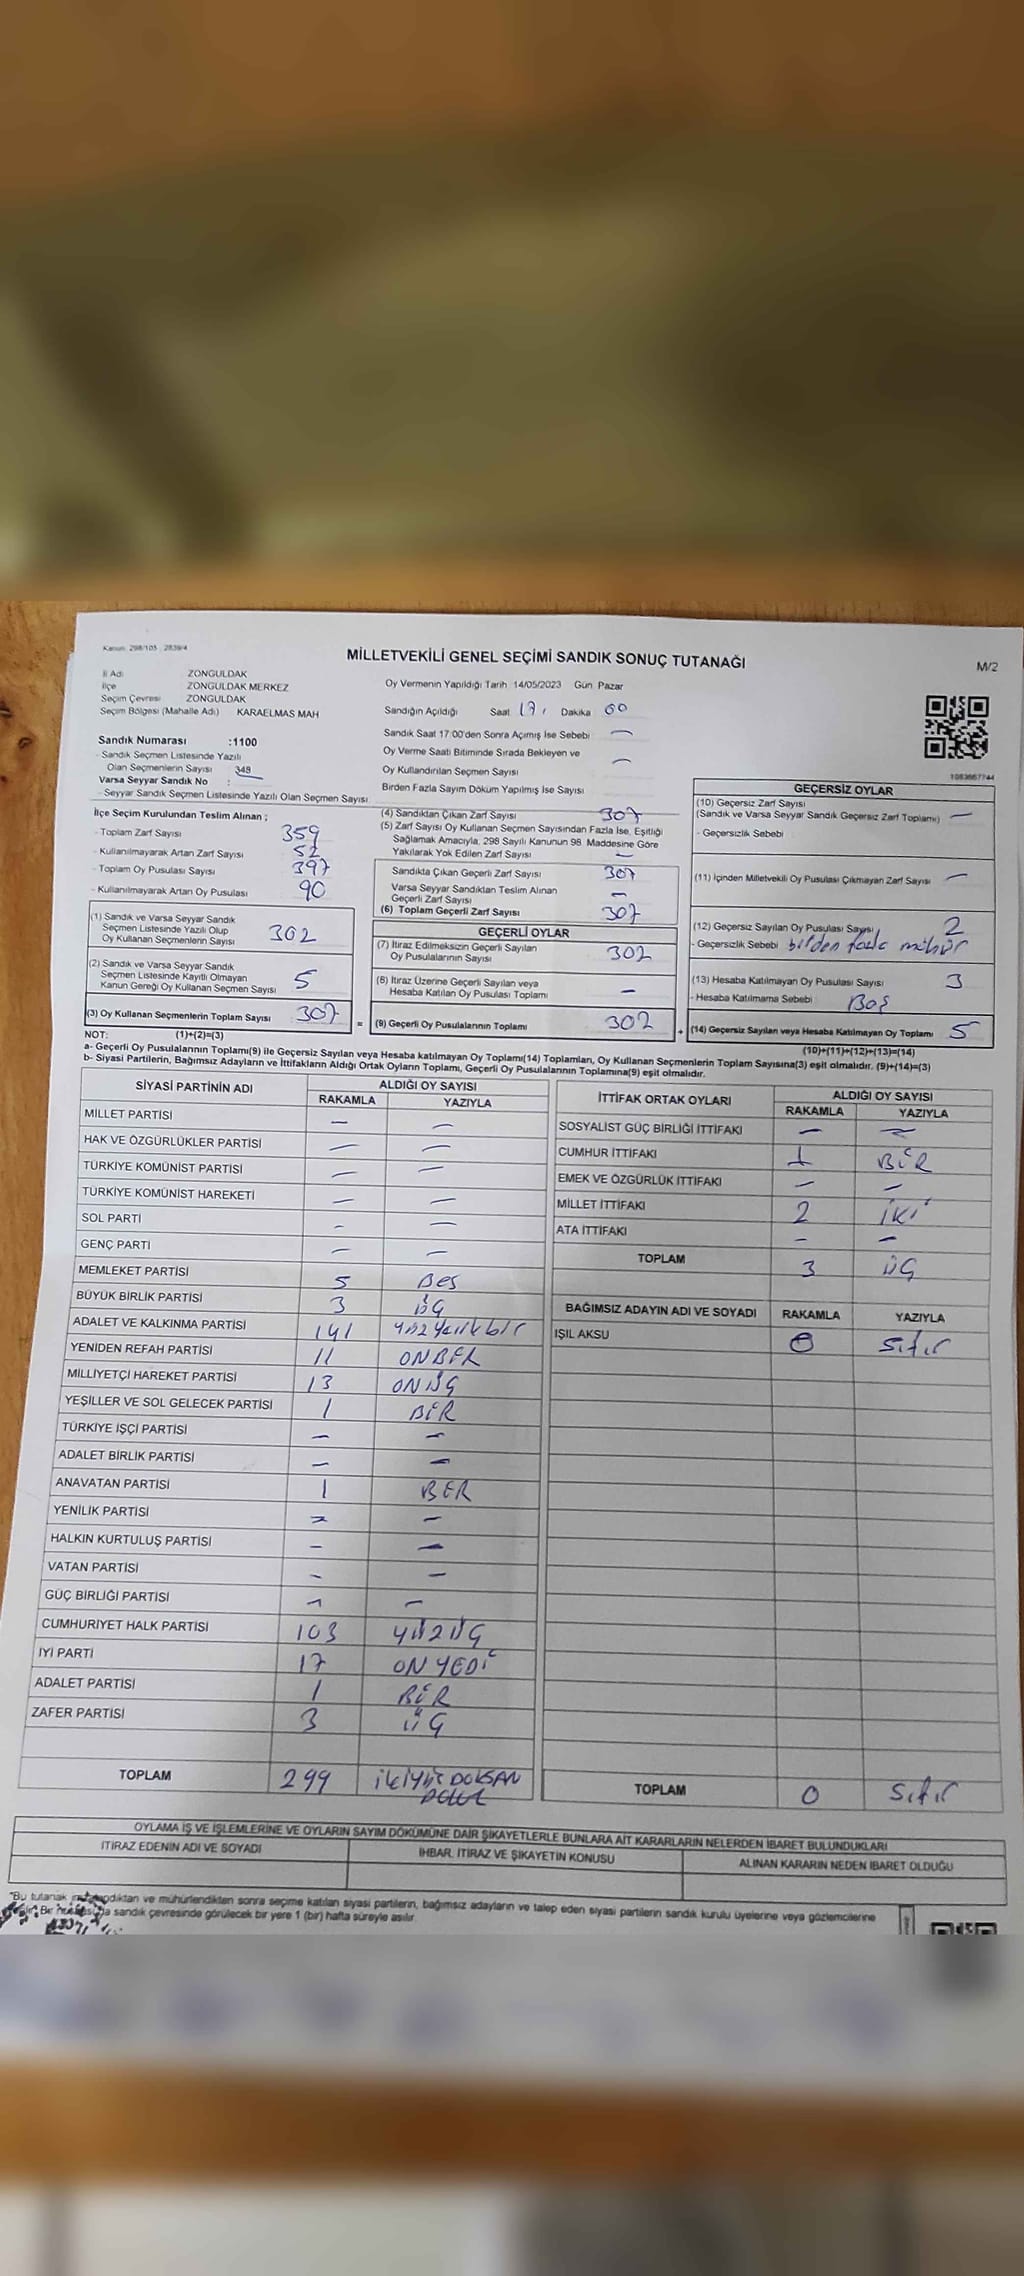 Kanun: 298/105 2839/4
MİLLETVEKİLİ GENEL SEÇİMİ SANDIK SONUÇ TUTANAĞI
M/2
İl Adı : ZONGULDAK
İlçe : ZONGULDAK MERKEZ
Seçim Çevresi : ZONGULDAK
Seçim Bölgesi (Mahalle Adı) : KARAELMAS MAH
Sandık Numarası :1100
- Sandık Seçmen Listesinde Yazılı
Olan Seçmenlerin Sayısı : 348
Varsa Seyyar Sandık No :
- Seyyar Sandık Seçmen Listesinde Yazılı Olan Seçmen Sayısı
Oy Vermenin Yapıldığı Tarih 14/05/2023 Gün Pazar
Sandığın Açıldığı Saat 17, Dakika 00
Sandık Saat 17:00'den Sonra Açımış İse Sebebi —
Oy Verme Saati Bitiminde Sırada Bekleyen ve
Oy Kullandırılan Seçmen Sayısı —
Birden Fazla Sayım Döküm Yapılmış İse Sayısı
1083667744
İlçe Seçim Kurulundan Teslim Alınan ;
- Toplam Zarf Sayısı 359
- Kullanılmayarak Artan Zarf Sayısı 52
- Toplam Oy Pusulası Sayısı 397
- Kullanılmayarak Artan Oy Pusulası 90
(1) Sandık ve Varsa Seyyar Sandık
Seçmen Listesinde Yazılı Olup
Oy Kullanan Seçmenlerin Sayısı 302
(2) Sandık ve Varsa Seyyar Sandık
Seçmen Listesinde Kayıtlı Olmayan
Kanun Gereği Oy Kullanan Seçmen Sayısı 5
(3) Oy Kullanan Seçmenlerin Toplam Sayısı 307
(4) Sandıktan Çıkan Zarf Sayısı 307
(5) Zarf Sayısı Oy Kullanan Seçmen Sayısından Fazla İse, Eşitliği
Sağlamak Amacıyla, 298 Sayılı Kanunun 98. Maddesine Göre
Yakılarak Yok Edilen Zarf Sayısı —
Sandıkta Çıkan Geçerli Zarf Sayısı 307
Varsa Seyyar Sandıktan Teslim Alınan
Geçerli Zarf Sayısı —
(6) Toplam Geçerli Zarf Sayısı 307
GEÇERLİ OYLAR
(7) İtiraz Edilmeksizin Geçerli Sayılan
Oy Pusulalarının Sayısı 302
(8) İtiraz Üzerine Geçerli Sayılan veya
Hesaba Katılan Oy Pusulası Toplamı —
= (9) Geçerli Oy Pusulalarının Toplamı 302
GEÇERSİZ OYLAR
(10) Geçersiz Zarf Sayısı
(Sandık ve Varsa Seyyar Sandık Geçersiz Zarf Toplamı) —
- Geçersizlik Sebebi
(11) İçinden Milletvekili Oy Pusulası Çıkmayan Zarf Sayısı —
(12) Geçersiz Sayılan Oy Pusulası Sayısı 2
- Geçersizlik Sebebi birden fazla mühür
(13) Hesaba Katılmayan Oy Pusulası Sayısı 3
- Hesaba Katılmama Sebebi Boş
+ (14) Geçersiz Sayılan veya Hesaba Katılmayan Oy Toplamı 5
NOT: (1)+(2)=(3)
(10)+(11)+(12)+(13)=(14)
a- Geçerli Oy Pusulalarının Toplamı(9) ile Geçersiz Sayılan veya Hesaba katılmayan Oy Toplamı(14) Toplamları, Oy Kullanan Seçmenlerin Toplam Sayısına(3) eşit olmalıdır. (9)+(14)=(3)
b- Siyasi Partilerin, Bağımsız Adayların ve İttifakların Aldığı Ortak Oyların Toplamı, Geçerli Oy Pusulalarının Toplamına(9) eşit olmalıdır.
SİYASİ PARTİNİN ADI
ALDIĞI OY SAYISI
RAKAMLA YAZIYLA
MİLLET PARTİSİ — —
HAK VE ÖZGÜRLÜKLER PARTİSİ — —
TÜRKİYE KOMÜNİST PARTİSİ — —
TÜRKİYE KOMÜNİST HAREKETİ — —
SOL PARTİ — —
GENÇ PARTİ — —
MEMLEKET PARTİSİ 5 Beş
BÜYÜK BİRLİK PARTİSİ 3 ÜÇ
ADALET VE KALKINMA PARTİSİ 141 yüz kırk bir
YENİDEN REFAH PARTİSİ 11 ONBİR
MİLLİYETÇİ HAREKET PARTİSİ 13 ONÜÇ
YEŞİLLER VE SOL GELECEK PARTİSİ 1 BİR
TÜRKİYE İŞÇİ PARTİSİ — —
ADALET BİRLİK PARTİSİ — —
ANAVATAN PARTİSİ 1 BİR
YENİLİK PARTİSİ — —
HALKIN KURTULUŞ PARTİSİ — —
VATAN PARTİSİ — —
GÜÇ BİRLİĞİ PARTİSİ — —
CUMHURİYET HALK PARTİSİ 103 YÜZÜÇ
İYİ PARTİ 17 ON YEDİ
ADALET PARTİSİ 1 BİR
ZAFER PARTİSİ 3 ÜÇ
TOPLAM 299 İKİYÜZ DOKSAN
DOKUZ
İTTİFAK ORTAK OYLARI
ALDIĞI OY SAYISI
RAKAMLA YAZIYLA
SOSYALİST GÜÇ BİRLİĞİ İTTİFAKI — —
CUMHUR İTTİFAKI 1 BİR
EMEK VE ÖZGÜRLÜK İTTİFAKI — —
MİLLET İTTİFAKI 2 İKİ
ATA İTTİFAKI — —
TOPLAM 3 ÜÇ
BAĞIMSIZ ADAYIN ADI VE SOYADI RAKAMLA YAZIYLA
IŞIL AKSU 0 Sıfır
TOPLAM 0 Sıfır
OYLAMA İŞ VE İŞLEMLERİNE VE OYLARIN SAYIM DÖKÜMÜNE DAİR ŞİKAYETLERLE BUNLARA AİT KARARLARIN NELERDEN İBARET BULUNDUKLARI
İTİRAZ EDENİN ADI VE SOYADI
İHBAR, İTİRAZ VE ŞİKAYETİN KONUSU
ALINAN KARARIN NEDEN İBARET OLDUĞU
"Bu tutanak imzalandıktan ve mühürlendikten sonra seçime katılan siyasi partilerin, bağımsız adayların ve talep eden siyasi partilerin sandık kurulu üyelerine veya gözlemcilerine
Bir sandık çevresinde görülecek bir yere 1 (bir) hafta süreyle asılır.